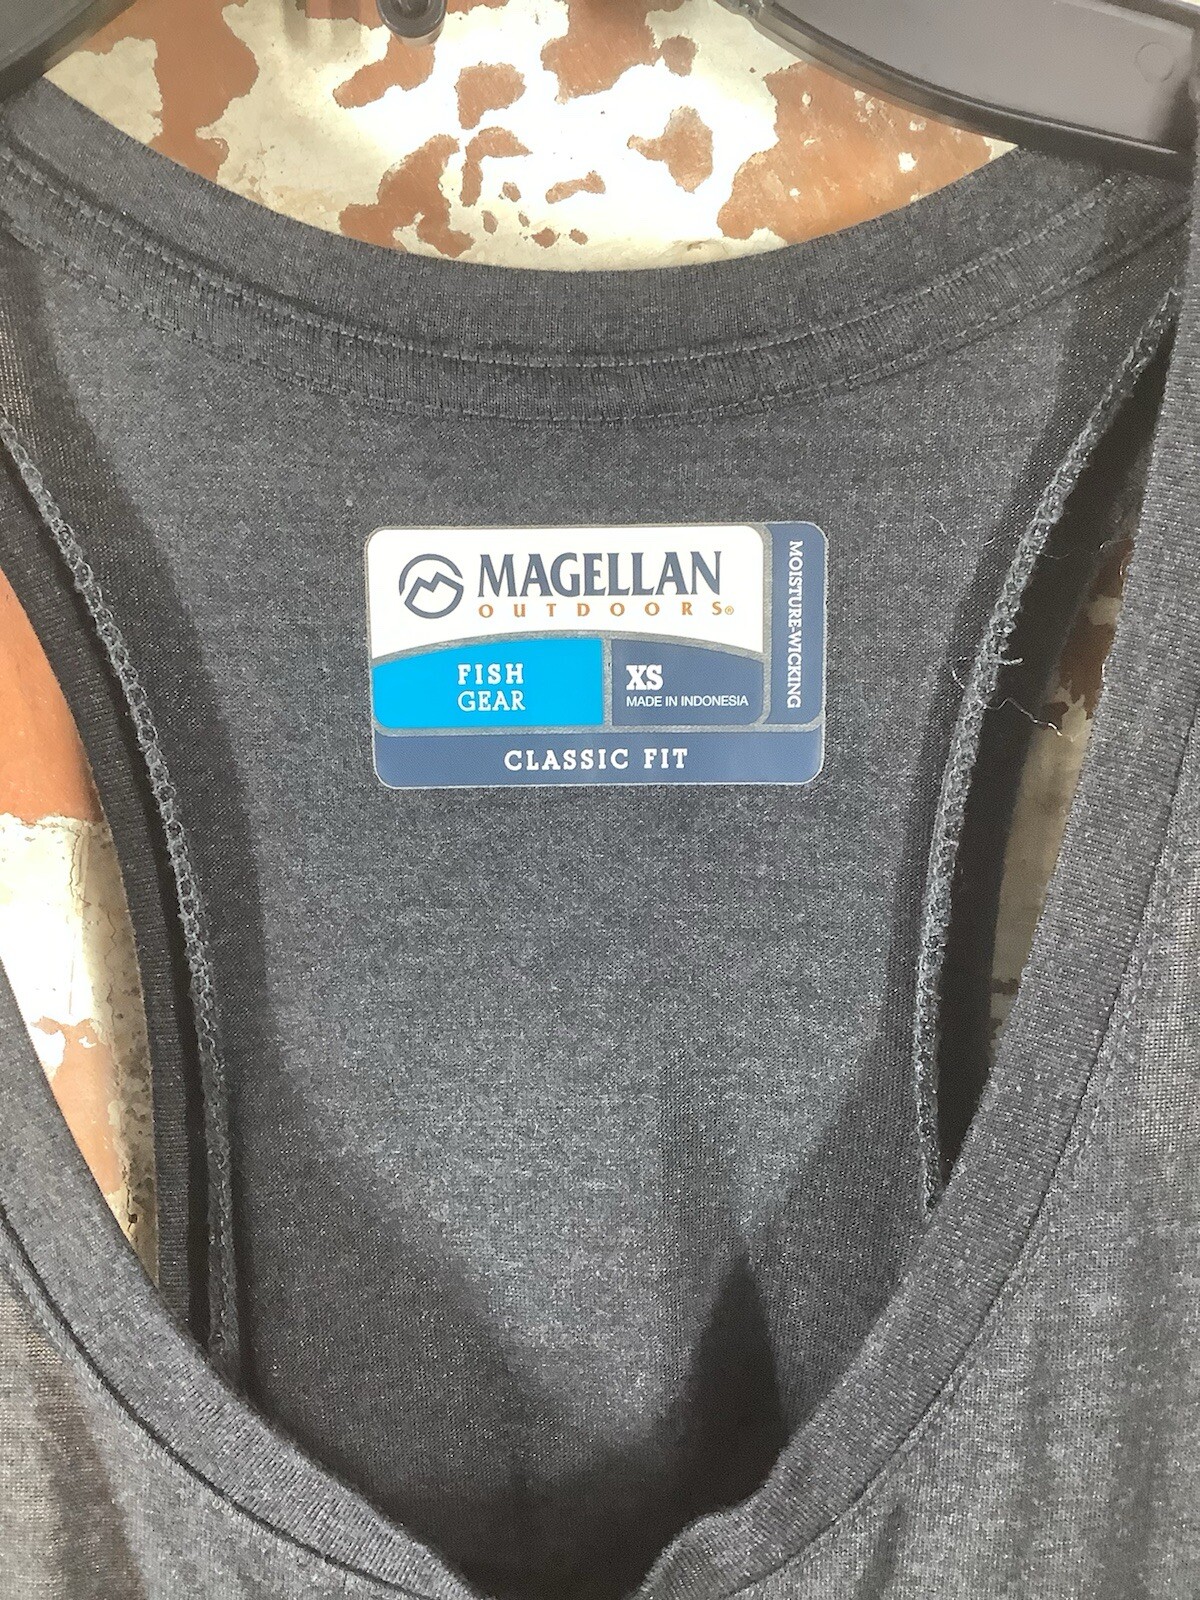 MAGELLAN
OUTDOORS®
FISH
GEAR
XS
MADE IN INDONESIA
MOISTURE-WICKING
CLASSIC FIT